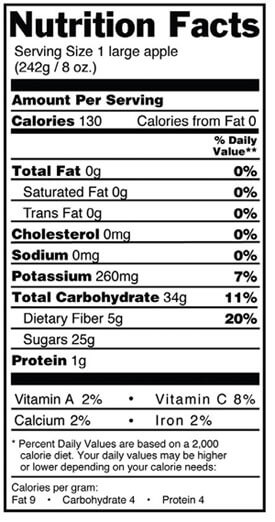 Nutrition Facts
Serving Size 1 large apple
(242g / 8 oz.)
Amount Per Serving
Calories 130 Calories from Fat 0
% Daily
Value**
Total Fat 0g 0%
Saturated Fat 0g 0%
Trans Fat 0g 0%
Cholesterol 0mg 0%
Sodium 0mg 0%
Potassium 260mg 7%
Total Carbohydrate 34g 11%
Dietary Fiber 5g 20%
Sugars 25g
Protein 1g
Vitamin A 2% • Vitamin C 8%
Calcium 2% • Iron 2%
* Percent Daily Values are based on a 2,000
calorie diet. Your daily values may be higher
or lower depending on your calorie needs:
Calories per gram:
Fat 9 • Carbohydrate 4 • Protein 4